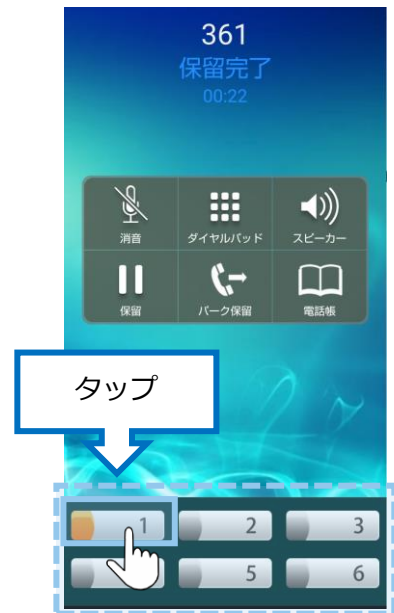 361
保留完了
00:22
消音 ダイヤルパッド スピーカー
保留 パーク保留 電話帳
タップ
1 2 3
5 6